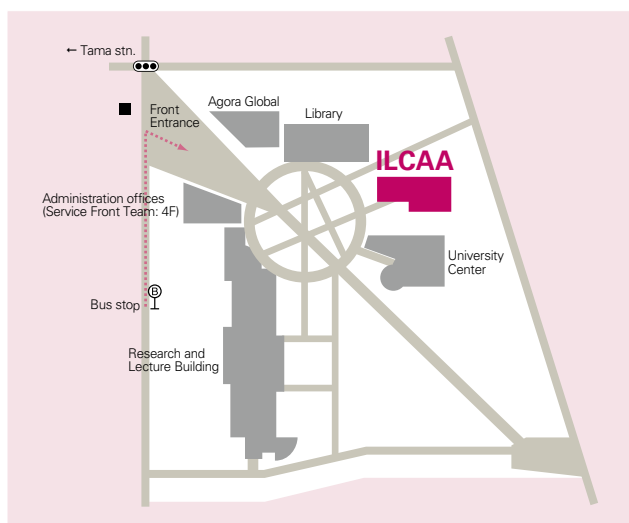 ← Tama stn.
Front
Entrance
Agora Global
Library
ILCAA
Administration offices
(Service Front Team: 4F)
University
Center
B
Bus stop
Research and
Lecture Building